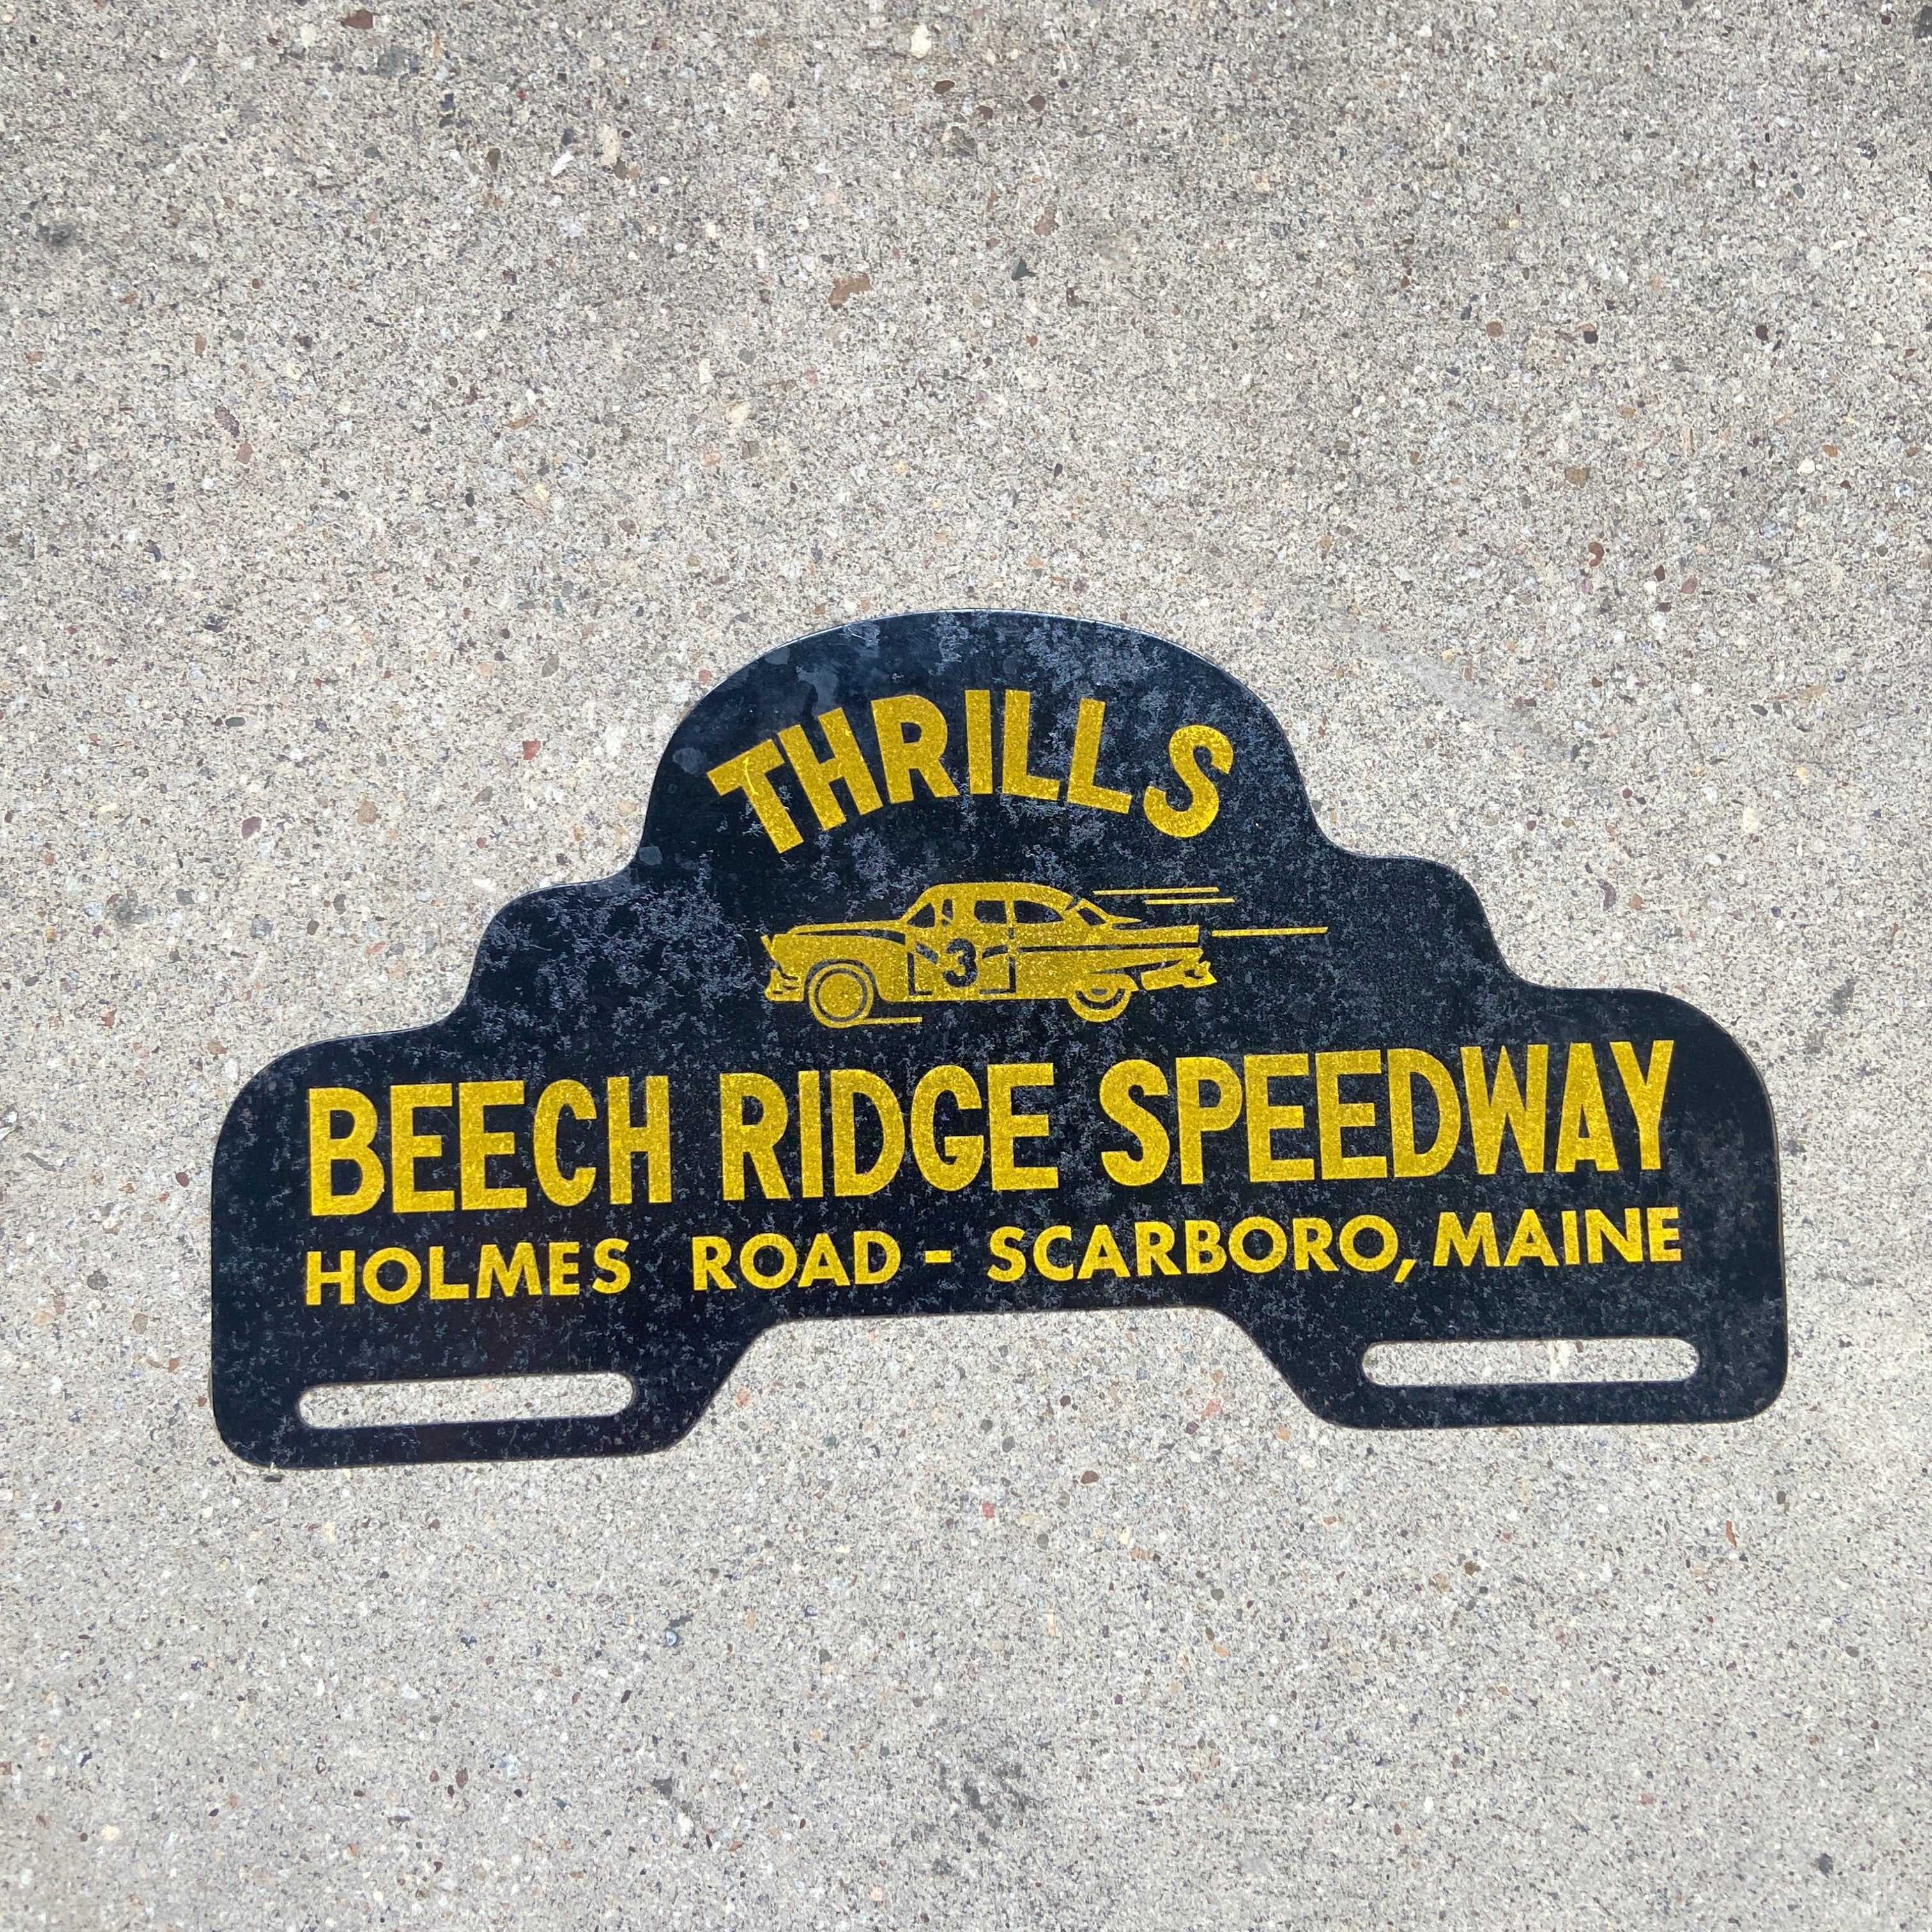 THRILLS
3
BEECH RIDGE SPEEDWAY
HOLMES ROAD - SCARBORO, MAINE